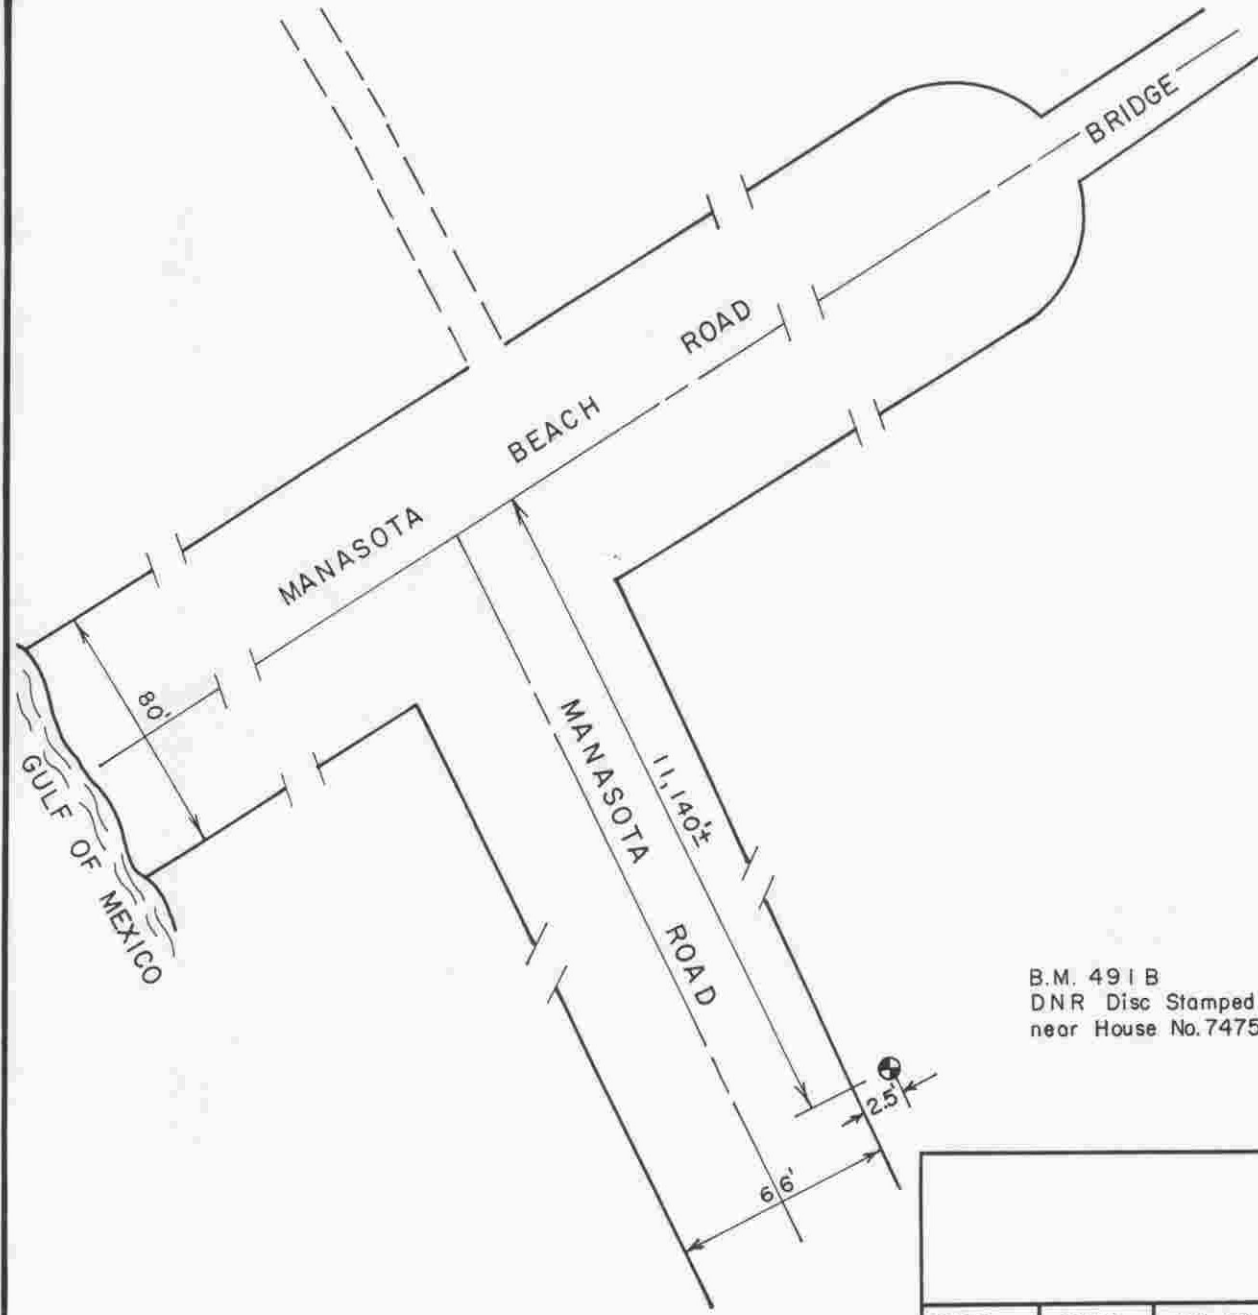 BRIDGE
MANASOTA BEACH ROAD
80'
GULF OF MEXICO
MANASOTA ROAD
11,140'±
B.M. 491B
DNR Disc Stamped
near House No. 7475
2.5'
66'